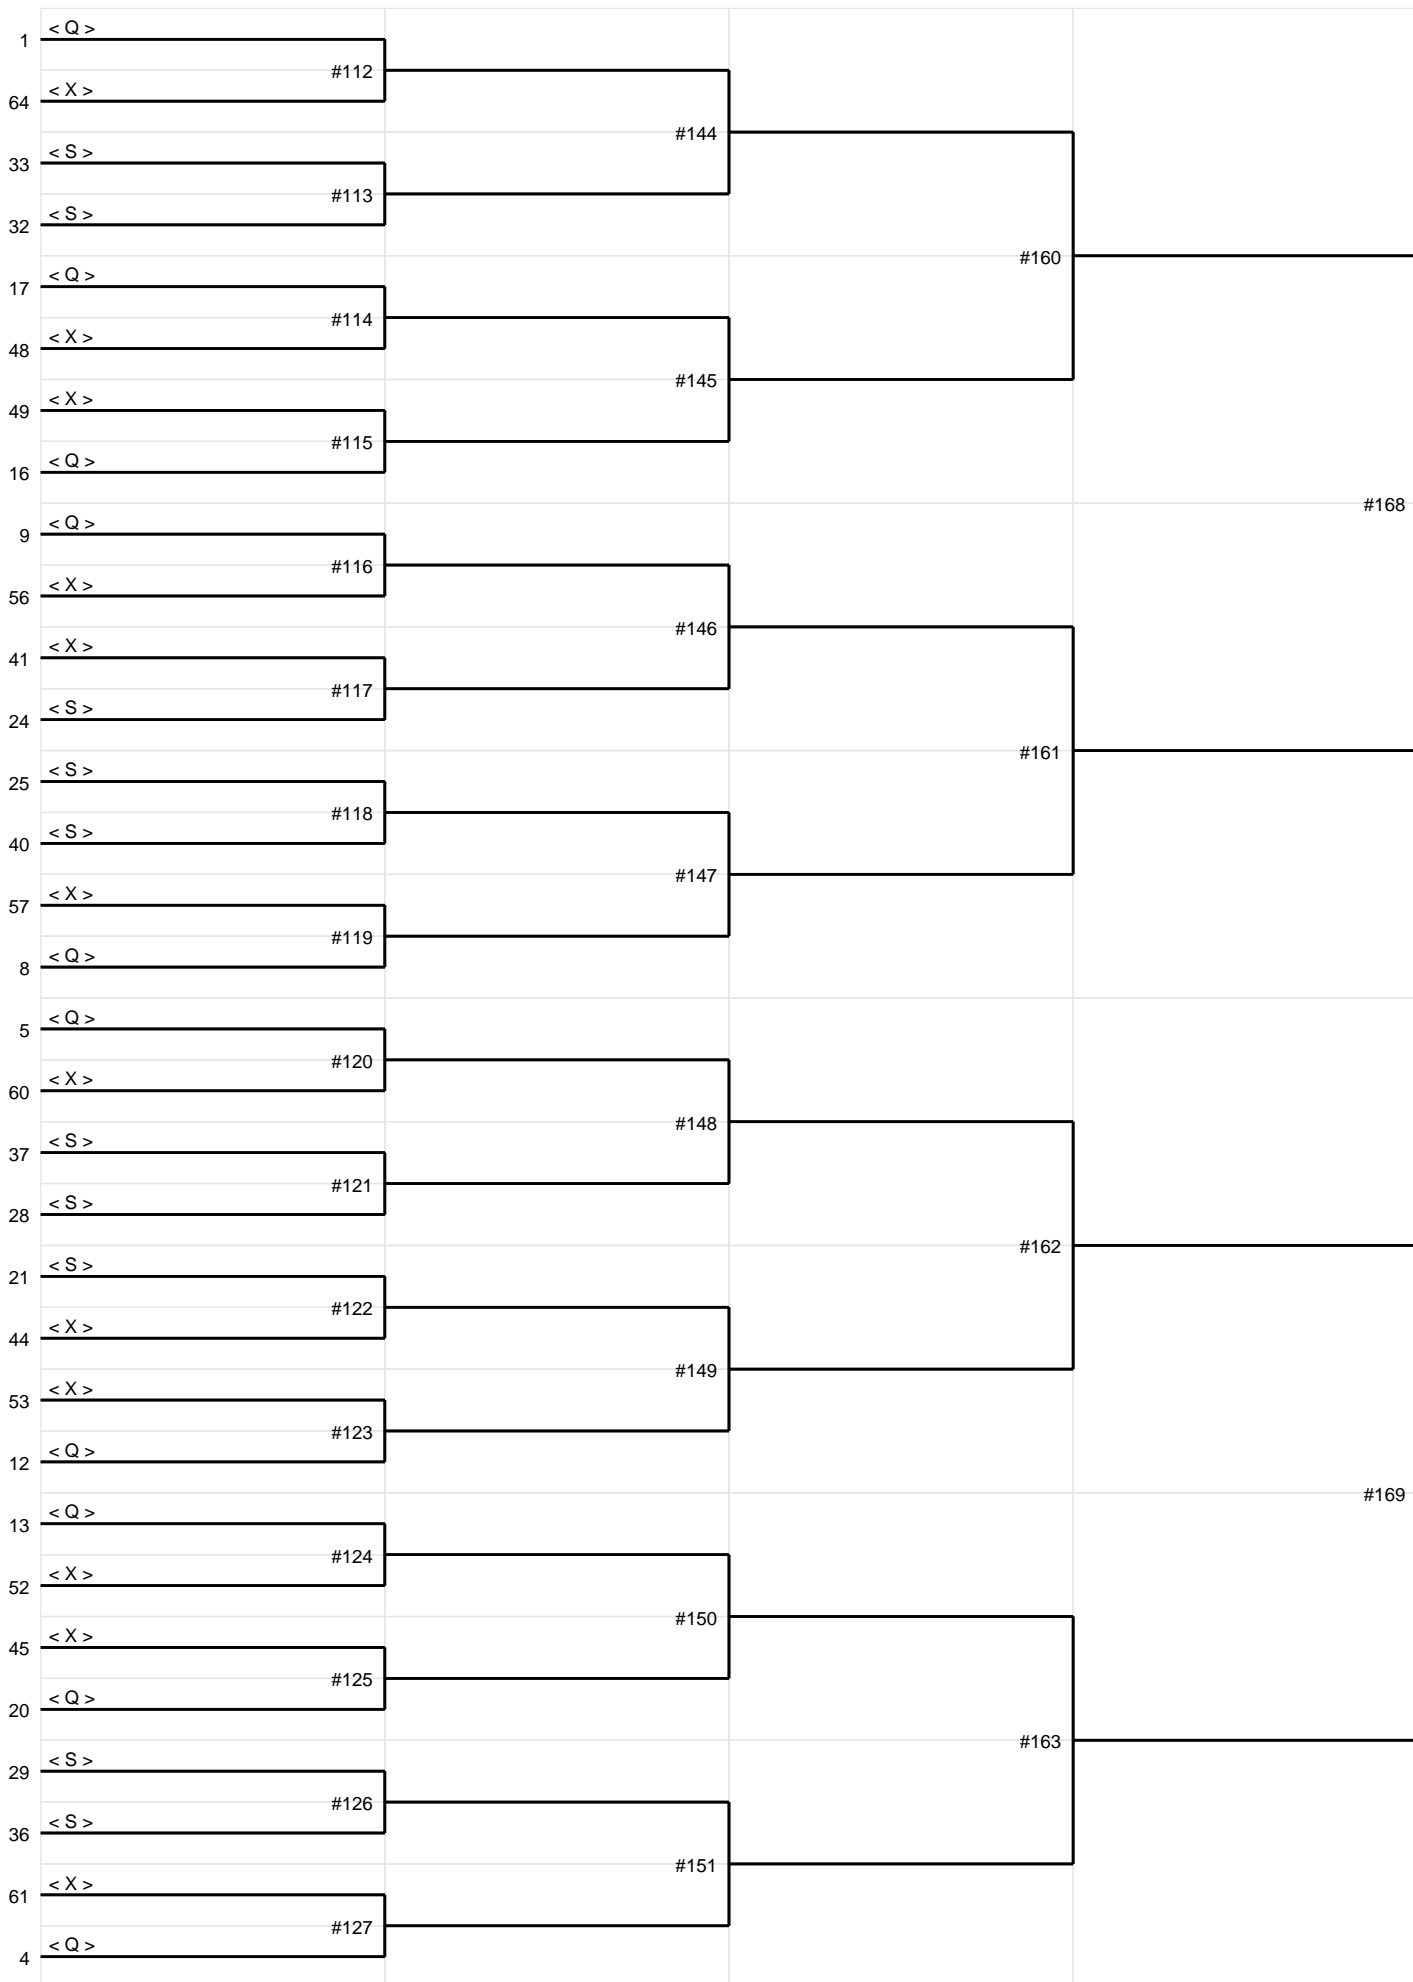 < Q >
1
#112
< X >
64
#144
< S >
33
#113
< S >
32
#160
< Q >
17
#114
< X >
48
#145
< X >
49
#115
< Q >
16
#168
< Q >
9
#116
< X >
56
#146
< X >
41
#117
< S >
24
#161
< S >
25
#118
< S >
40
#147
< X >
57
#119
< Q >
8
< Q >
5
#120
< X >
60
#148
< S >
37
#121
< S >
28
#162
< S >
21
#122
< X >
44
#149
< X >
53
#123
< Q >
12
#169
< Q >
13
#124
< X >
52
#150
< X >
45
#125
< Q >
20
#163
< S >
29
#126
< S >
36
#151
< X >
61
#127
< Q >
4